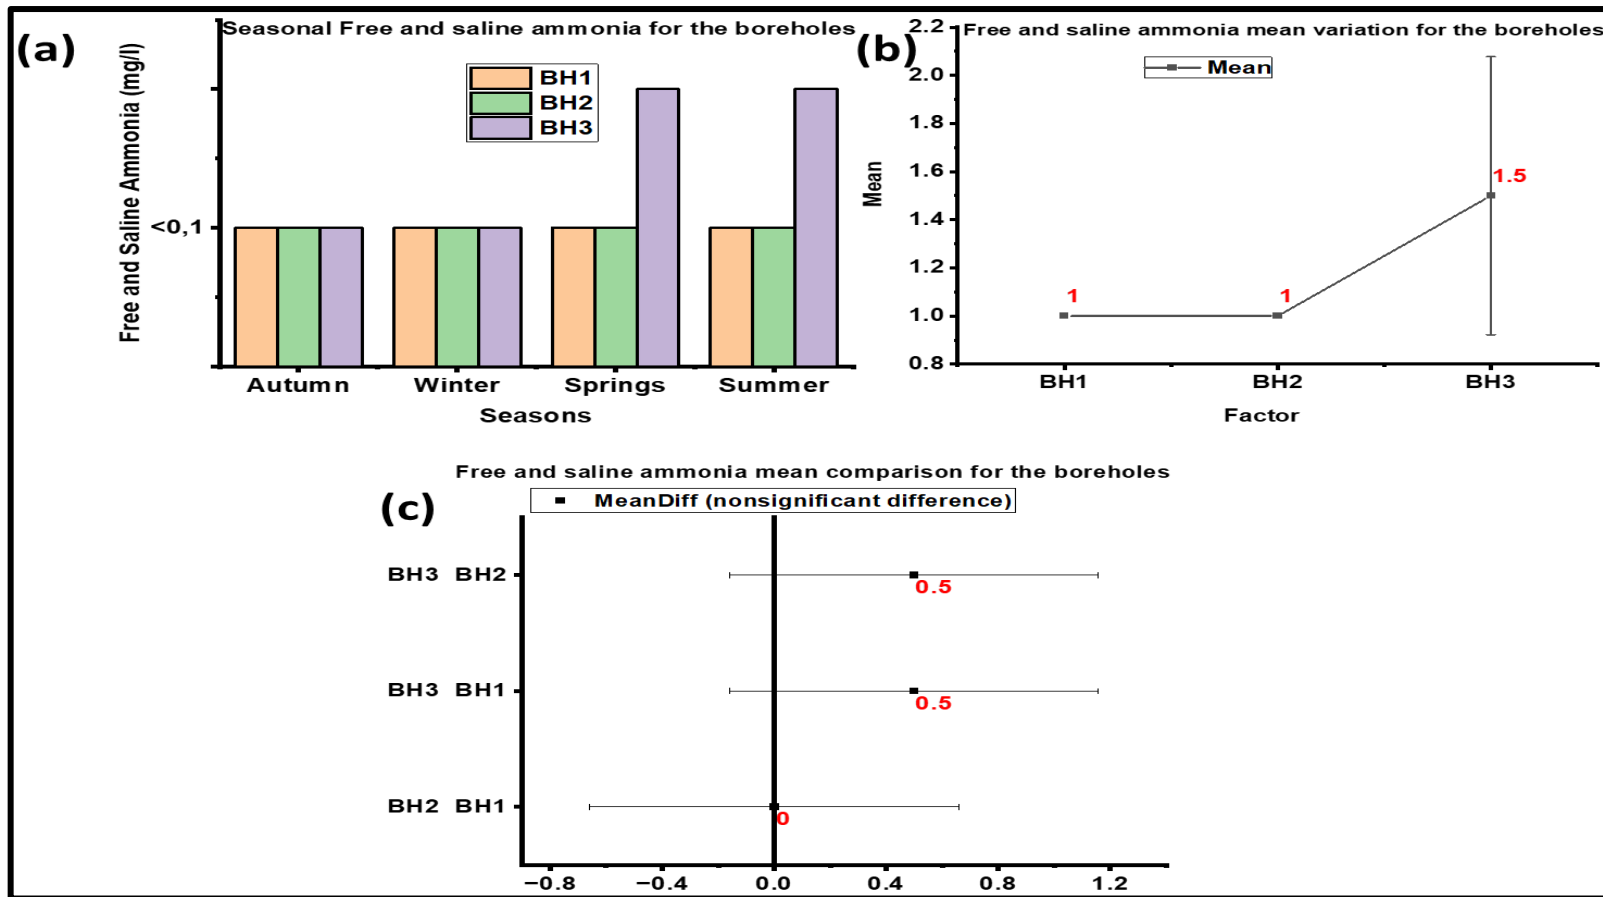 (a)
Seasonal Free and saline ammonia for the boreholes
BH1
BH2
BH3
Free and Saline Ammonia (mg/l)
<0,1
Autumn Winter Springs Summer
Seasons
(b)
Free and saline ammonia mean variation for the boreholes
Mean
Mean
2.2
2.0
1.8
1.6
1.4
1.2
1.0
0.8
1
1
1.5
BH1 BH2 BH3
Factor
Free and saline ammonia mean comparison for the boreholes
(c)
MeanDiff (nonsignificant difference)
BH3 BH2
0.5
BH3 BH1
0.5
BH2 BH1
0
−0.8 −0.4 0.0 0.4 0.8 1.2